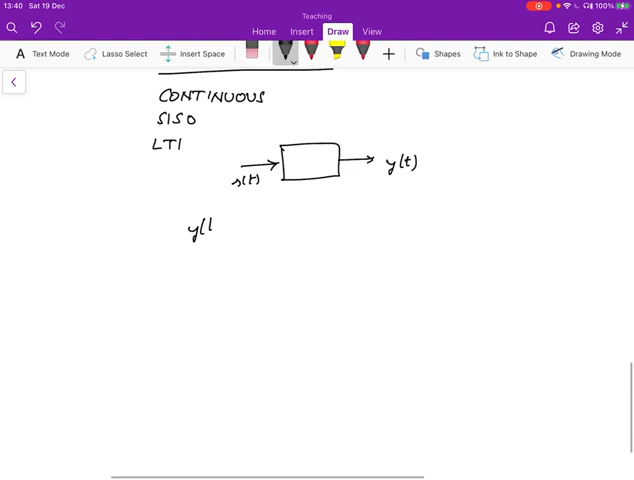 13:40 Sat 19 Dec
100%
Teaching
Home Insert Draw View
Text Mode Lasso Select Insert Space Shapes Ink to Shape Drawing Mode
CONTINUOUS
SISO
LTI
y(t)
y(